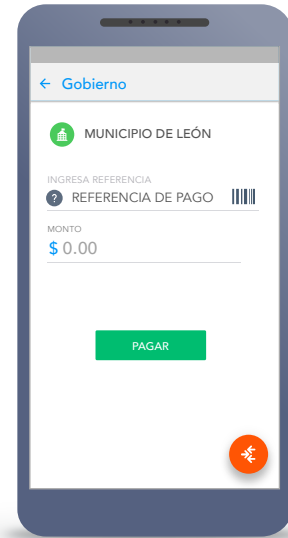 Gobierno
MUNICIPIO DE LEÓN
INGRESA REFERENCIA
? REFERENCIA DE PAGO
MONTO
$ 0.00
PAGAR